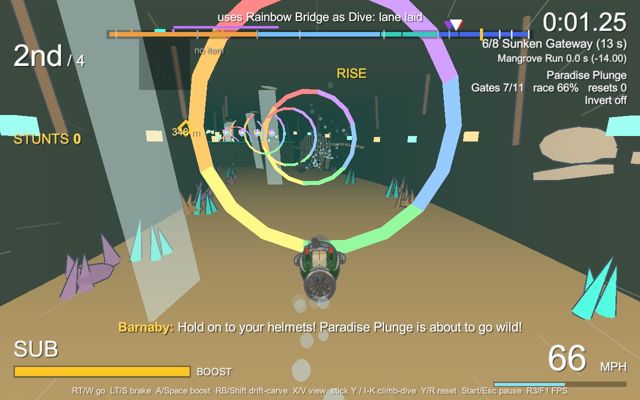 uses Rainbow Bridge as Dive: lane laid
0:01.25
2nd / 4
6/8 Sunken Gateway (13 s)
no item
Mangrove Run 0.0 s (-14.00)
RISE
Paradise Plunge
Gates 7/11 race 66% resets 0
Invert off
348 m
STUNTS 0
Barnaby: Hold on to your helmets! Paradise Plunge is about to go wild!
SUB
BOOST
66 MPH
RT/W go LT/S brake A/Space boost RB/Shift drift-carve X/V view stick Y / I-K climb-dive Y/R reset Start/Esc pause R3/F1 FPS